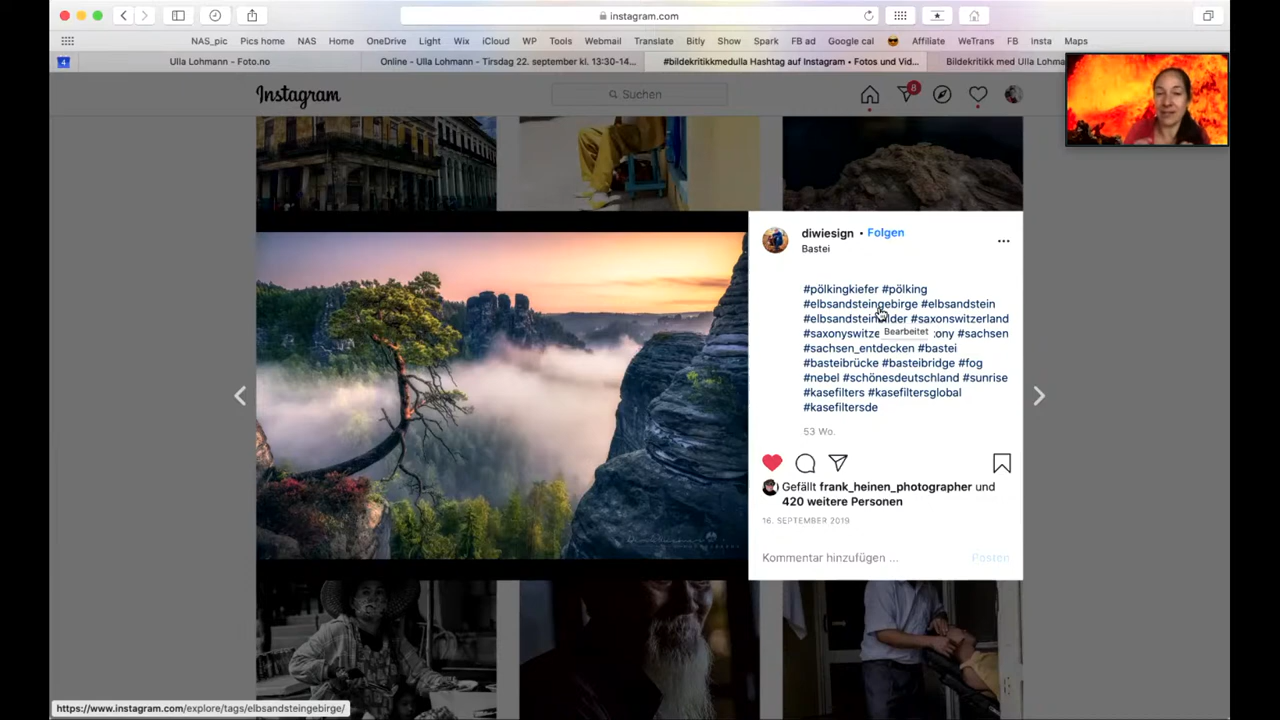 instagram.com
NAS_pic Pics home NAS Home OneDrive Light Wix iCloud WP Tools Webmail Translate Bitly Show Spark FB ad Google cal Affiliate WeTrans FB Insta Maps
4 Ulla Lohmann - Foto.no Online - Ulla Lohmann - Tirsdag 22. september kl. 13:30-14... #bildekritikkmedulla Hashtag auf Instagram • Fotos und Vid... Bildekritikk med Ulla Lohma
Instagram Suchen 8
diwiesign • Folgen
Bastei
#pölkingkiefer #pölking
#elbsandsteingebirge #elbsandstein
#saxonswitzerland
#saxonyswitze Bearbeitet #sachsen
#sachsen_entdecken #bastei
#basteibrücke #basteibridge #fog
#nebel #schönesdeutschland #sunrise
#kasefilters #kasefiltersglobal
#kasefiltersde
53 Wo.
Gefällt frank_heinen_photographer und
420 weitere Personen
16. SEPTEMBER 2019
Kommentar hinzufügen ... Posten
https://www.instagram.com/explore/tags/elbsandsteingebirge/